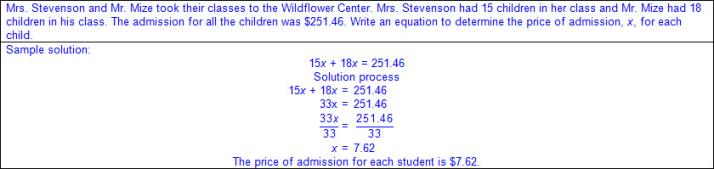 Mrs. Stevenson and Mr. Mize took their classes to the Wildflower Center. Mrs. Stevenson had 15 children in her class and Mr. Mize had 18
children in his class. The admission for all the children was $251.46. Write an equation to determine the price of admission, x, for each
child.
Sample solution:
15x + 18x = 251.46
Solution process
15x + 18x = 251.46
33x = 251.46
33x / 33 = 251.46 / 33
x = 7.62
The price of admission for each student is $7.62.